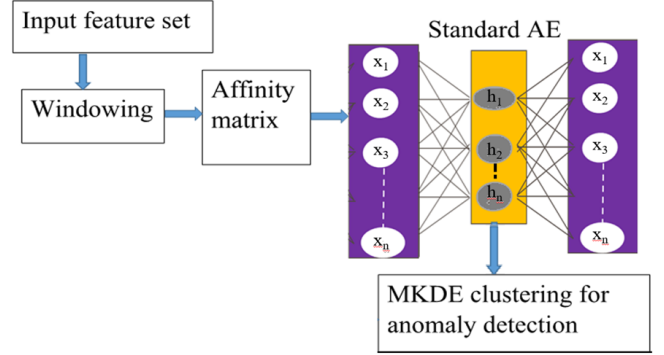 Input feature set
Windowing
Affinity
matrix
Standard AE
x1
x2
x3
xn
h1
h2
hn
x1
x2
x3
xn
MKDE clustering for
anomaly detection